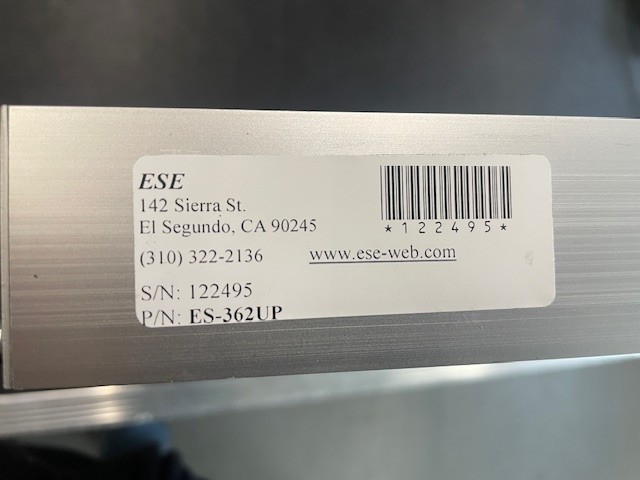 ESE
142 Sierra St.
El Segundo, CA 90245
*122495*
(310) 322-2136 www.ese-web.com
S/N: 122495
P/N: ES-362UP